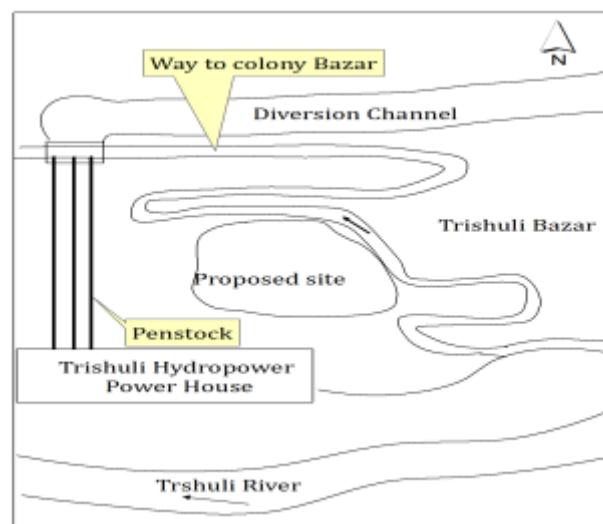 N
Way to colony Bazar
Diversion Channel
Trishuli Bazar
Proposed site
Penstock
Trishuli Hydropower
Power House
Trshuli River